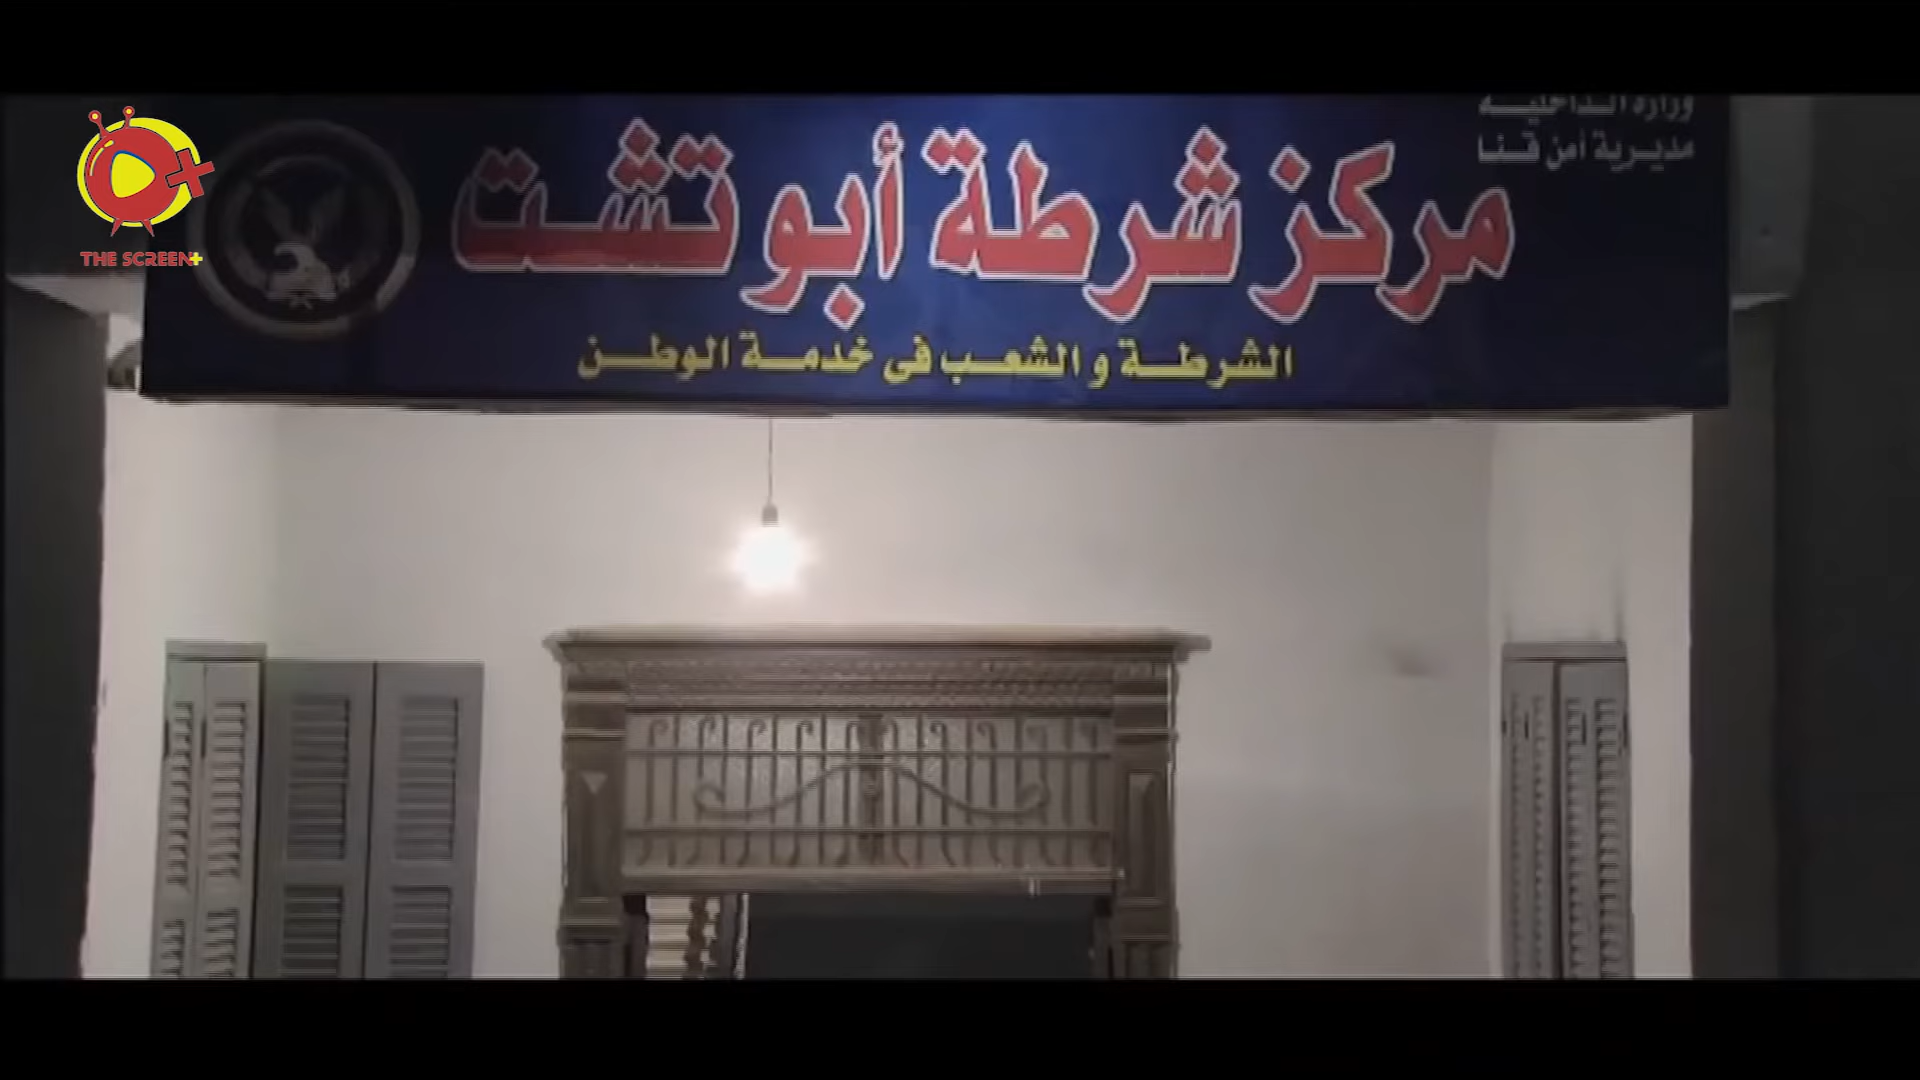 وزارة الداخلية
مديرية أمن قنا
مركز شرطة أبو تشت
الشرطة و الشعب فى خدمة الوطن
THE SCREEN+